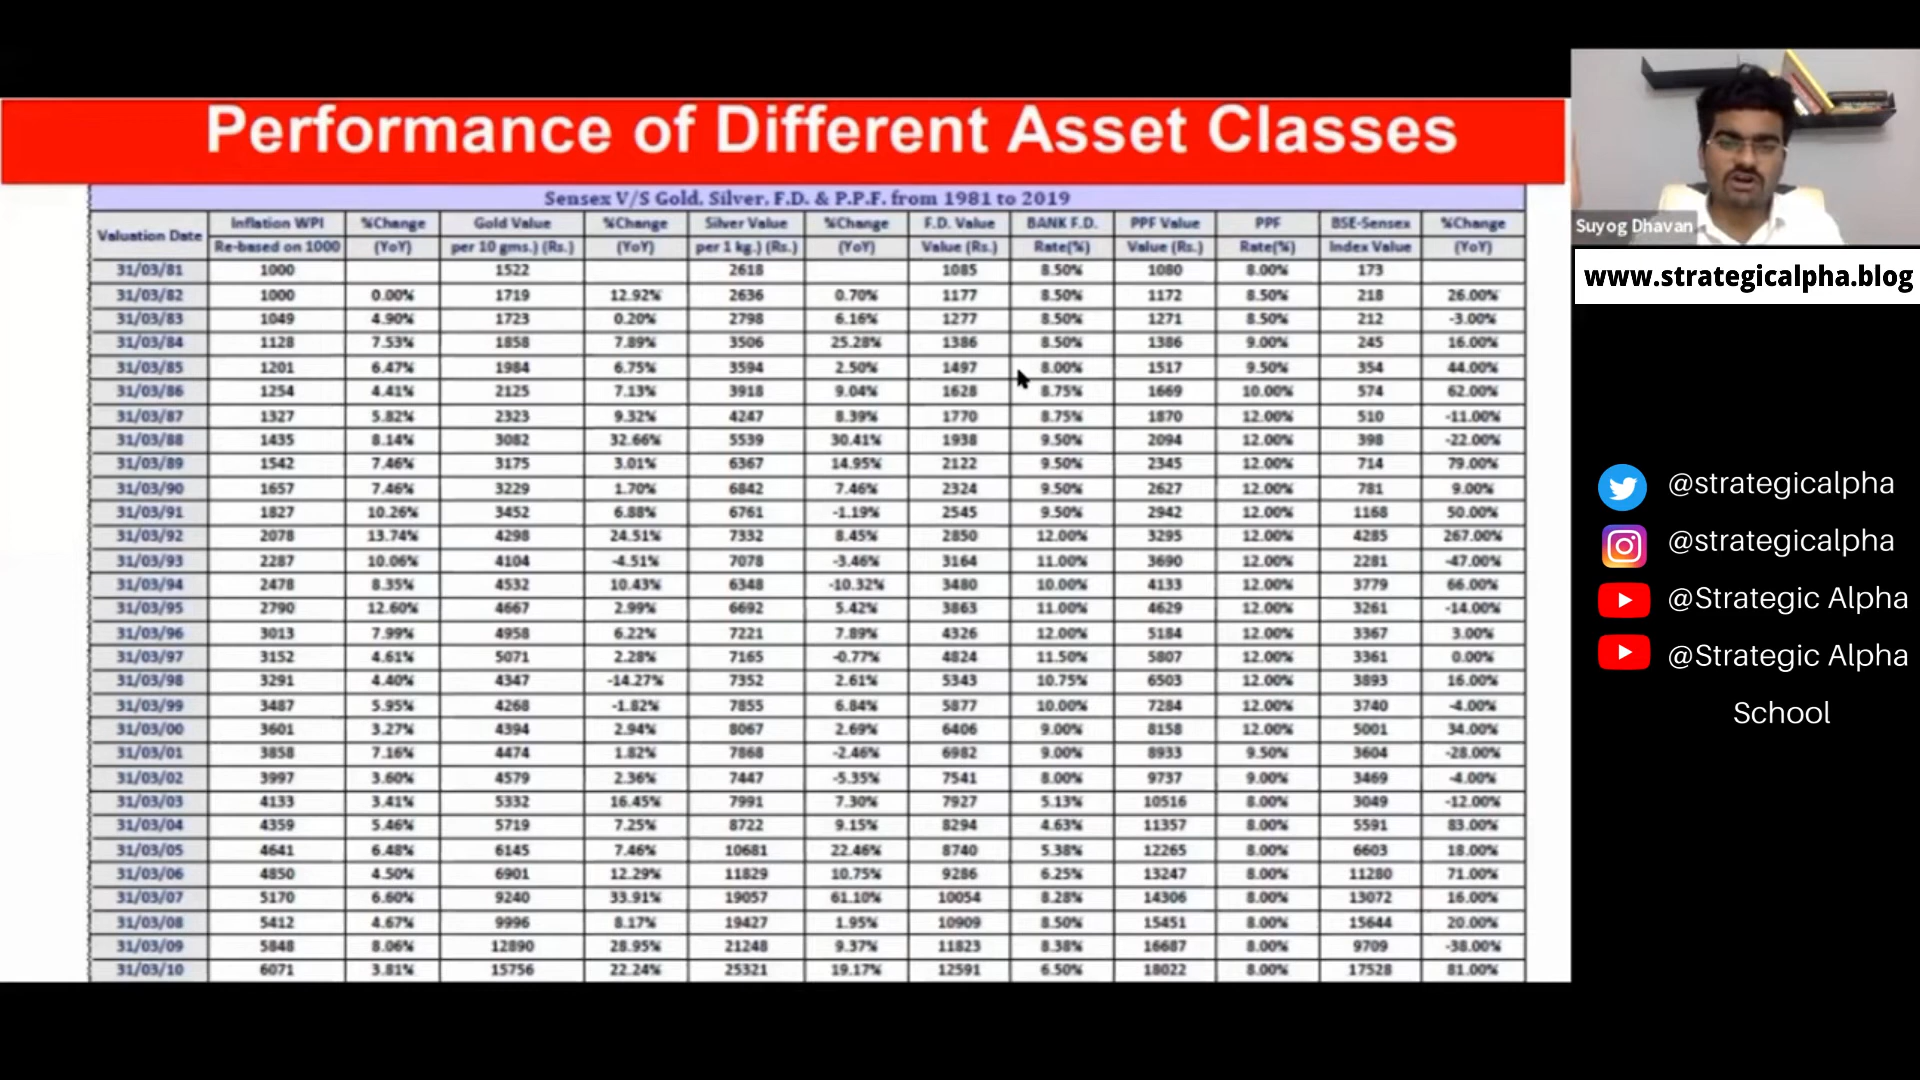 Performance of Different Asset Classes
Sensex V/S Gold, Silver, F.D. & P.P.F. from 1981 to 2019
Valuation Date Inflation WPI %Change Gold Value %Change Silver Value %Change F.D. Value BANK F.D. PPF Value PPF BSE-Sensex %Change
Re-based on 1000 (YoY) per 10 gms.) (Rs.) (YoY) per 1 kg.) (Rs.) (YoY) Value (Rs.) Rate(%) Value (Rs.) Rate(%) Index Value (YoY)
31/03/81 1000 1522 2618 1085 8.50% 1080 8.00% 173
31/03/82 1000 0.00% 1719 12.92% 2636 0.70% 1177 8.50% 1172 8.50% 218 26.00%
31/03/83 1049 4.90% 1723 0.20% 2798 6.16% 1277 8.50% 1271 8.50% 212 -3.00%
31/03/84 1128 7.53% 1858 7.89% 3506 25.28% 1386 8.50% 1386 9.00% 245 16.00%
31/03/85 1201 6.47% 1984 6.75% 3594 2.50% 1497 8.00% 1517 9.50% 354 44.00%
31/03/86 1254 4.41% 2125 7.13% 3918 9.04% 1628 8.75% 1669 10.00% 574 62.00%
31/03/87 1327 5.82% 2323 9.32% 4247 8.39% 1770 8.75% 1870 12.00% 510 -11.00%
31/03/88 1435 8.14% 3082 32.66% 5539 30.41% 1938 9.50% 2094 12.00% 398 -22.00%
31/03/89 1542 7.46% 3175 3.01% 6367 14.95% 2122 9.50% 2345 12.00% 714 79.00%
31/03/90 1657 7.46% 3229 1.70% 6842 7.46% 2324 9.50% 2627 12.00% 781 9.00%
31/03/91 1827 10.26% 3452 6.88% 6761 -1.19% 2545 9.50% 2942 12.00% 1168 50.00%
31/03/92 2078 13.74% 4298 24.51% 7332 8.45% 2850 12.00% 3295 12.00% 4285 267.00%
31/03/93 2287 10.06% 4104 -4.51% 7078 -3.46% 3164 11.00% 3690 12.00% 2281 -47.00%
31/03/94 2478 8.35% 4532 10.43% 6348 -10.32% 3480 10.00% 4133 12.00% 3779 66.00%
31/03/95 2790 12.60% 4667 2.99% 6692 5.42% 3863 11.00% 4629 12.00% 3261 -14.00%
31/03/96 3013 7.99% 4958 6.22% 7221 7.89% 4326 12.00% 5184 12.00% 3367 3.00%
31/03/97 3152 4.61% 5071 2.28% 7165 -0.77% 4824 11.50% 5807 12.00% 3361 0.00%
31/03/98 3291 4.40% 4347 -14.27% 7352 2.61% 5343 10.75% 6503 12.00% 3893 16.00%
31/03/99 3487 5.95% 4268 -1.82% 7855 6.84% 5877 10.00% 7284 12.00% 3740 -4.00%
31/03/00 3601 3.27% 4394 2.94% 8067 2.69% 6406 9.00% 8158 12.00% 5001 34.00%
31/03/01 3858 7.16% 4474 1.82% 7868 -2.46% 6982 9.00% 8933 9.50% 3604 -28.00%
31/03/02 3997 3.60% 4579 2.36% 7447 -5.35% 7541 8.00% 9737 9.00% 3469 -4.00%
31/03/03 4133 3.41% 5332 16.45% 7991 7.30% 7927 5.13% 10516 8.00% 3049 -12.00%
31/03/04 4359 5.46% 5719 7.25% 8722 9.15% 8294 4.63% 11357 8.00% 5591 83.00%
31/03/05 4641 6.48% 6145 7.46% 10681 22.46% 8740 5.38% 12265 8.00% 6603 18.00%
31/03/06 4850 4.50% 6901 12.29% 11829 10.75% 9286 6.25% 13247 8.00% 11280 71.00%
31/03/07 5170 6.60% 9240 33.91% 19057 61.10% 10054 8.28% 14306 8.00% 13072 16.00%
31/03/08 5412 4.67% 9996 8.17% 19427 1.95% 10909 8.50% 15451 8.00% 15644 20.00%
31/03/09 5848 8.06% 12890 28.95% 21248 9.37% 11823 8.38% 16687 8.00% 9709 -38.00%
31/03/10 6071 3.81% 15756 22.24% 25321 19.17% 12591 6.50% 18022 8.00% 17528 81.00%
Suyog Dhavan
www.strategicalpha.blog
@strategicalpha
@strategicalpha
@Strategic Alpha
@Strategic Alpha
School